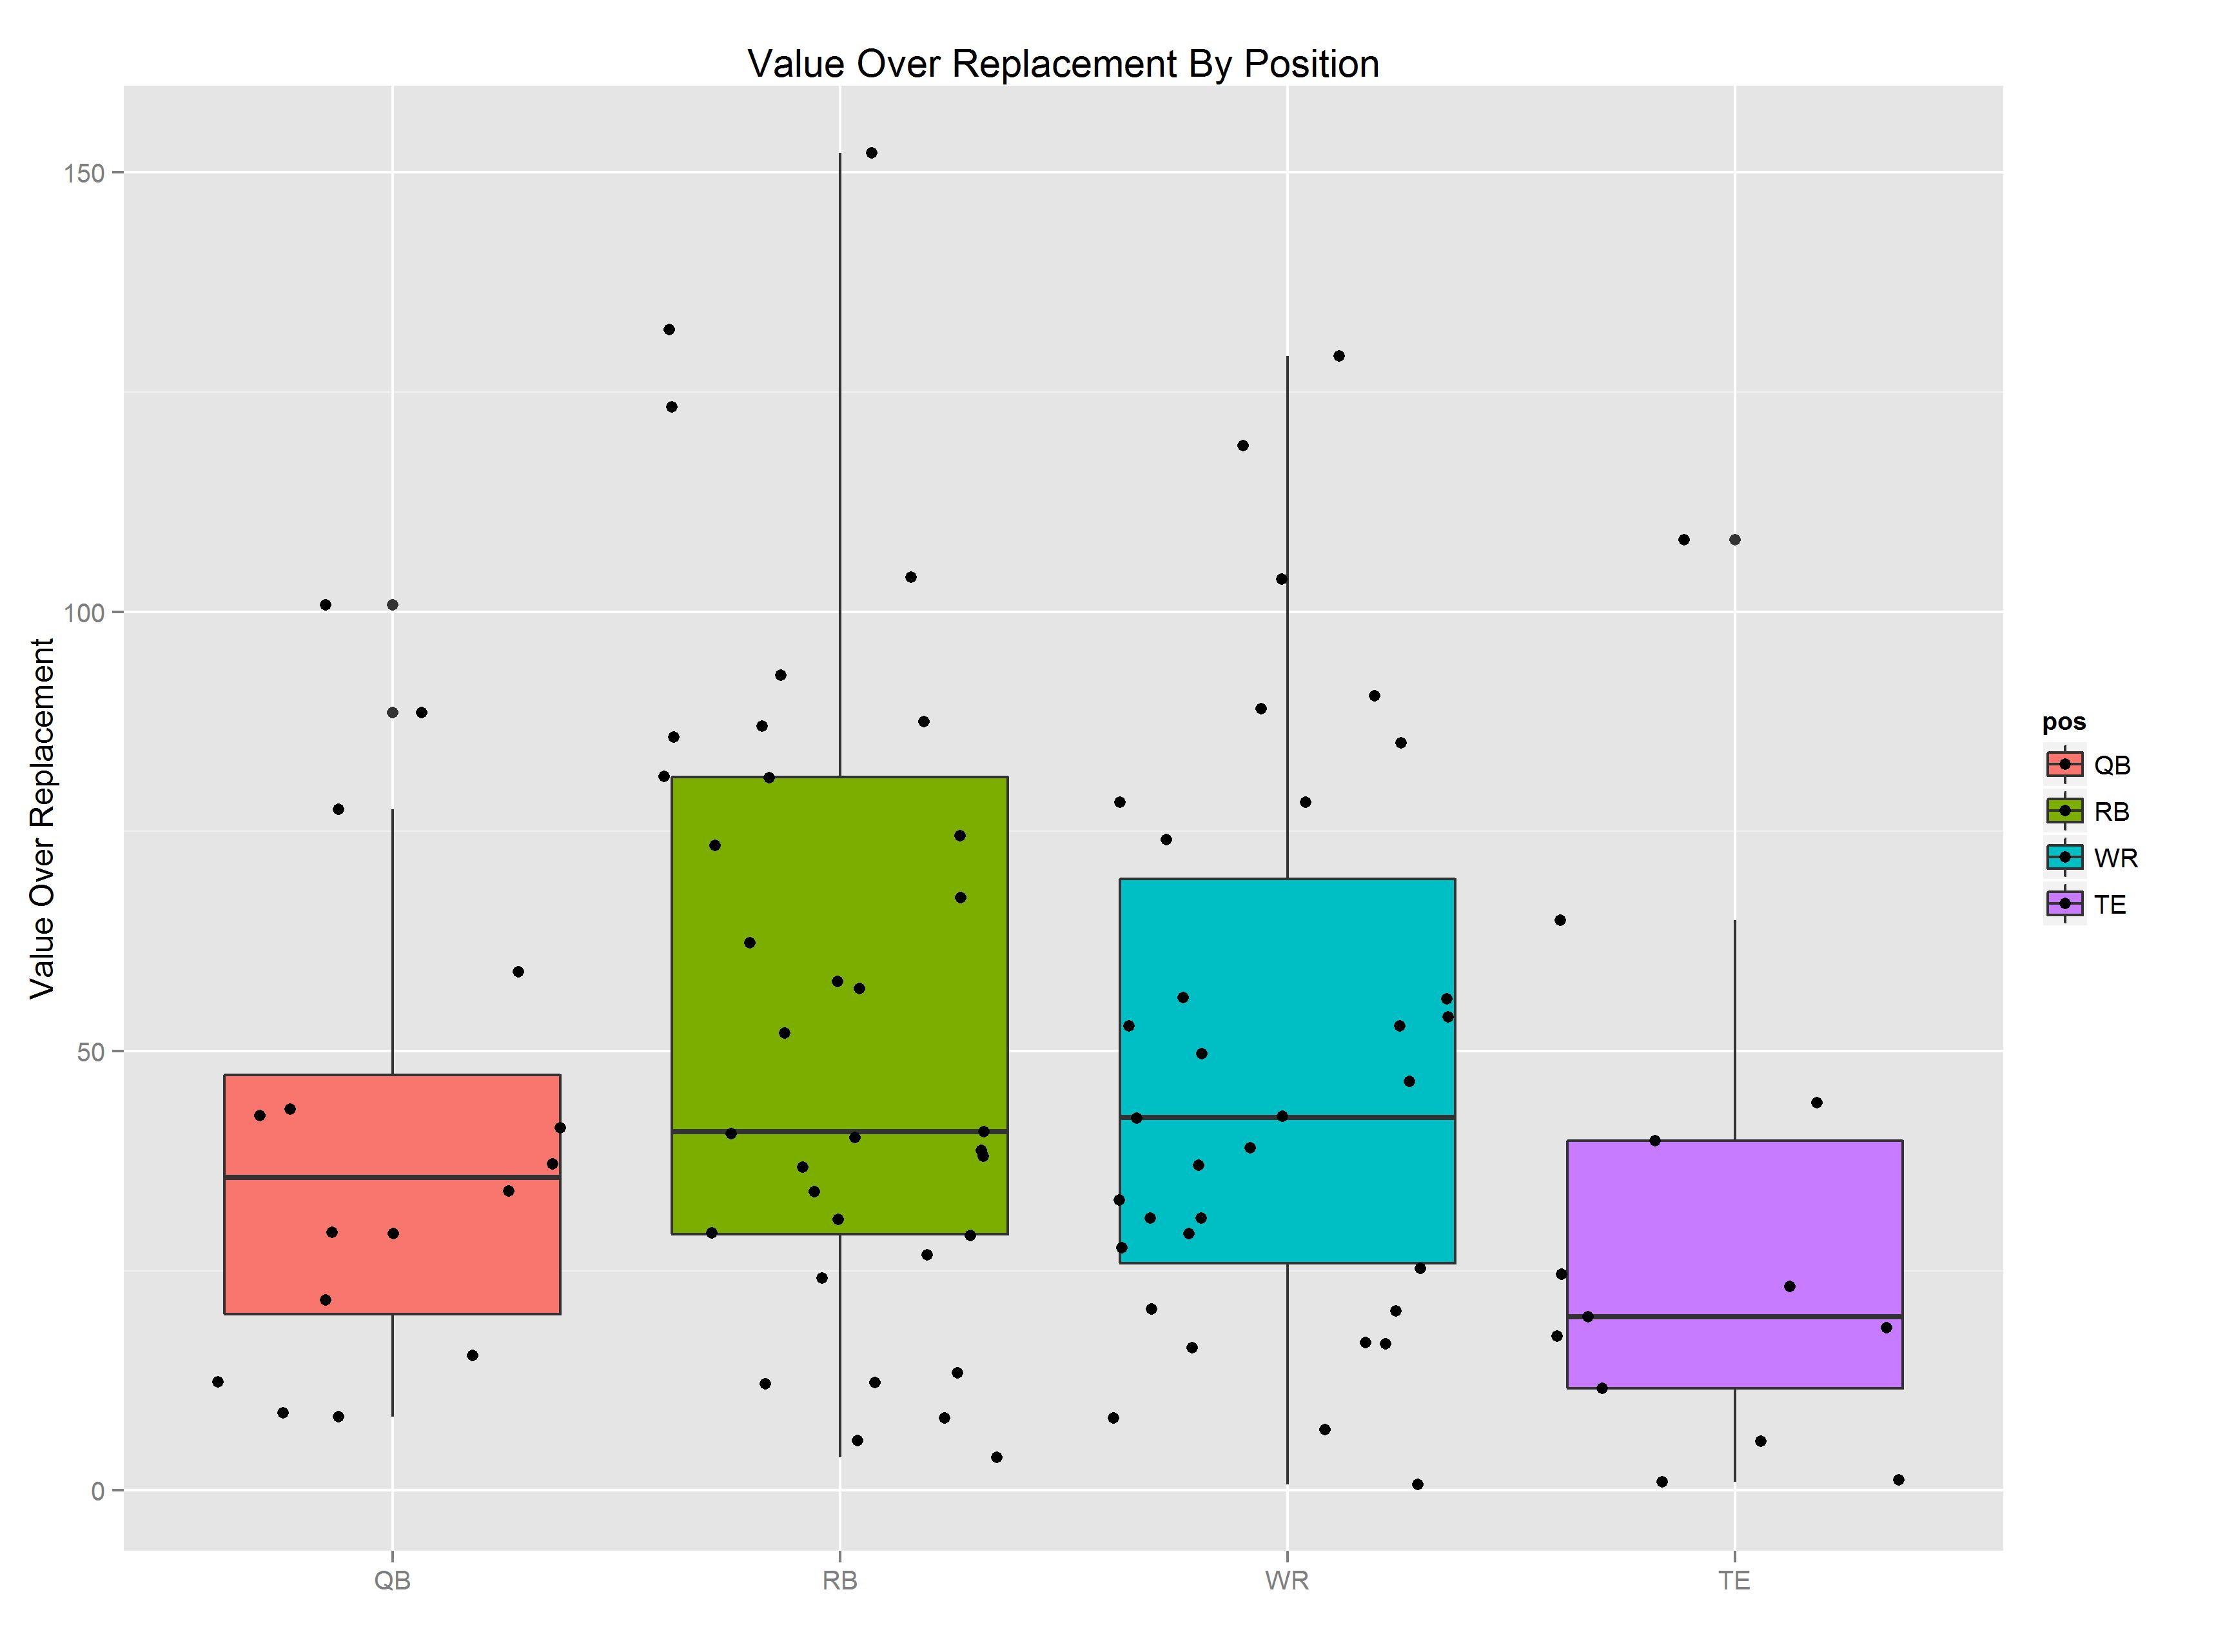 Value Over Replacement By Position
Value Over Replacement
150
100
50
0
QB
RB
WR
TE
pos
QB
RB
WR
TE